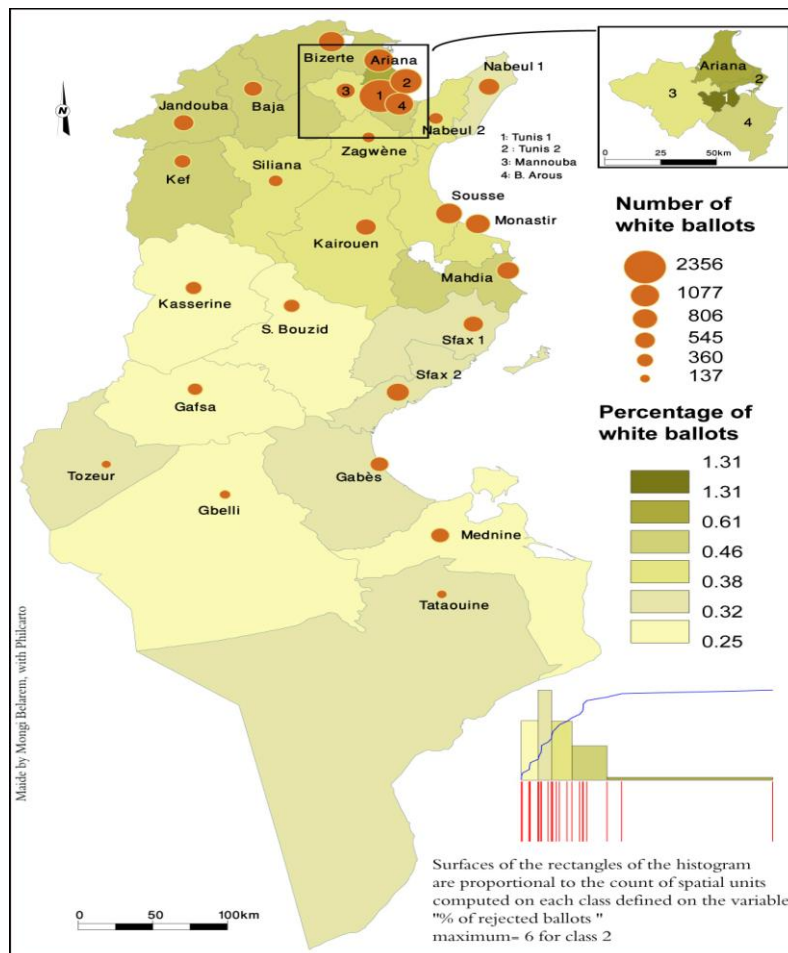 Bizerte
Ariana
Nabeul 1
2
3
1
4
Jandouba
Baja
Nabeul 2
Zagwène
Kef
Siliana
Sousse
Monastir
Kairouen
Mahdia
Kasserine
S. Bouzid
Sfax 1
Sfax 2
Gafsa
Tozeur
Gabès
Gbelli
Mednine
Tataouine
N
1: Tunis 1
2 : Tunis 2
3: Mannouba
4: B. Arous
Ariana
2
3
1
4
0 25 50km
Number of
white ballots
2356
1077
806
545
360
137
Percentage of
white ballots
1.31
1.31
0.61
0.46
0.38
0.32
0.25
Surfaces of the rectangles of the histogram
are proportional to the count of spatial units
computed on each class defined on the variable
"% of rejected ballots "
maximum= 6 for class 2
0 50 100km
Maide by Mongi Belarem, with Philcarto